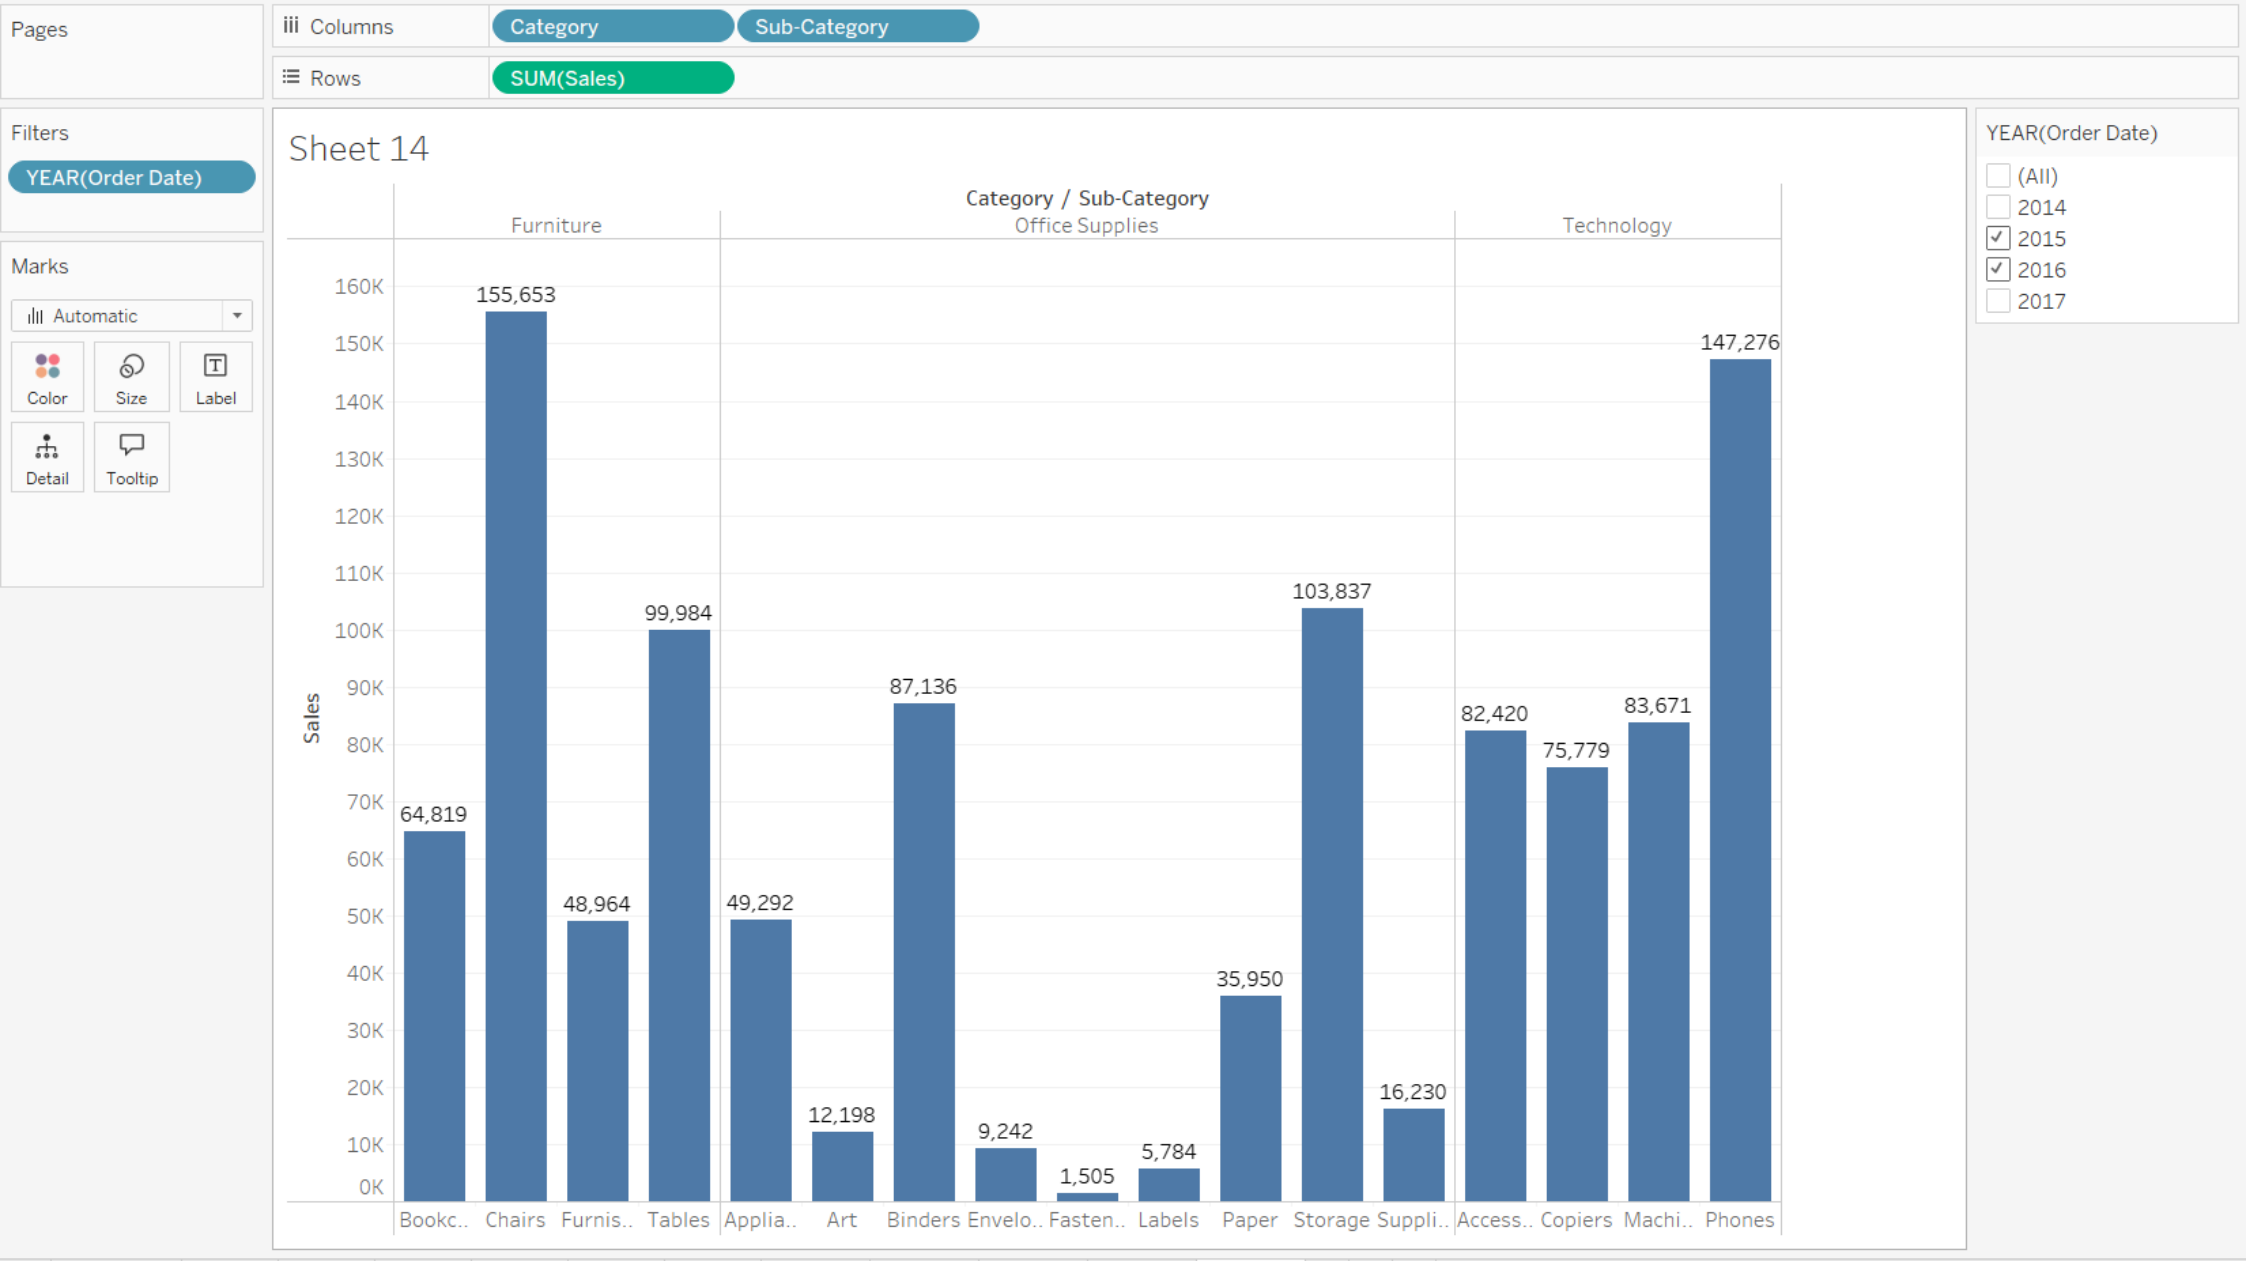 Pages
Columns
Category
Sub-Category
Rows
SUM(Sales)
Filters
YEAR(Order Date)
Marks
Automatic
Color
Size
Label
Detail
Tooltip
Sheet 14
Category / Sub-Category
Furniture
Office Supplies
Technology
Sales
160K
150K
140K
130K
120K
110K
100K
90K
80K
70K
60K
50K
40K
30K
20K
10K
0K
64,819
155,653
48,964
99,984
49,292
12,198
87,136
9,242
1,505
5,784
35,950
103,837
16,230
82,420
75,779
83,671
147,276
Bookc..
Chairs
Furnis..
Tables
Applia..
Art
Binders
Envelo..
Fasten..
Labels
Paper
Storage
Suppli..
Access..
Copiers
Machi..
Phones
YEAR(Order Date)
(All)
2014
2015
2016
2017